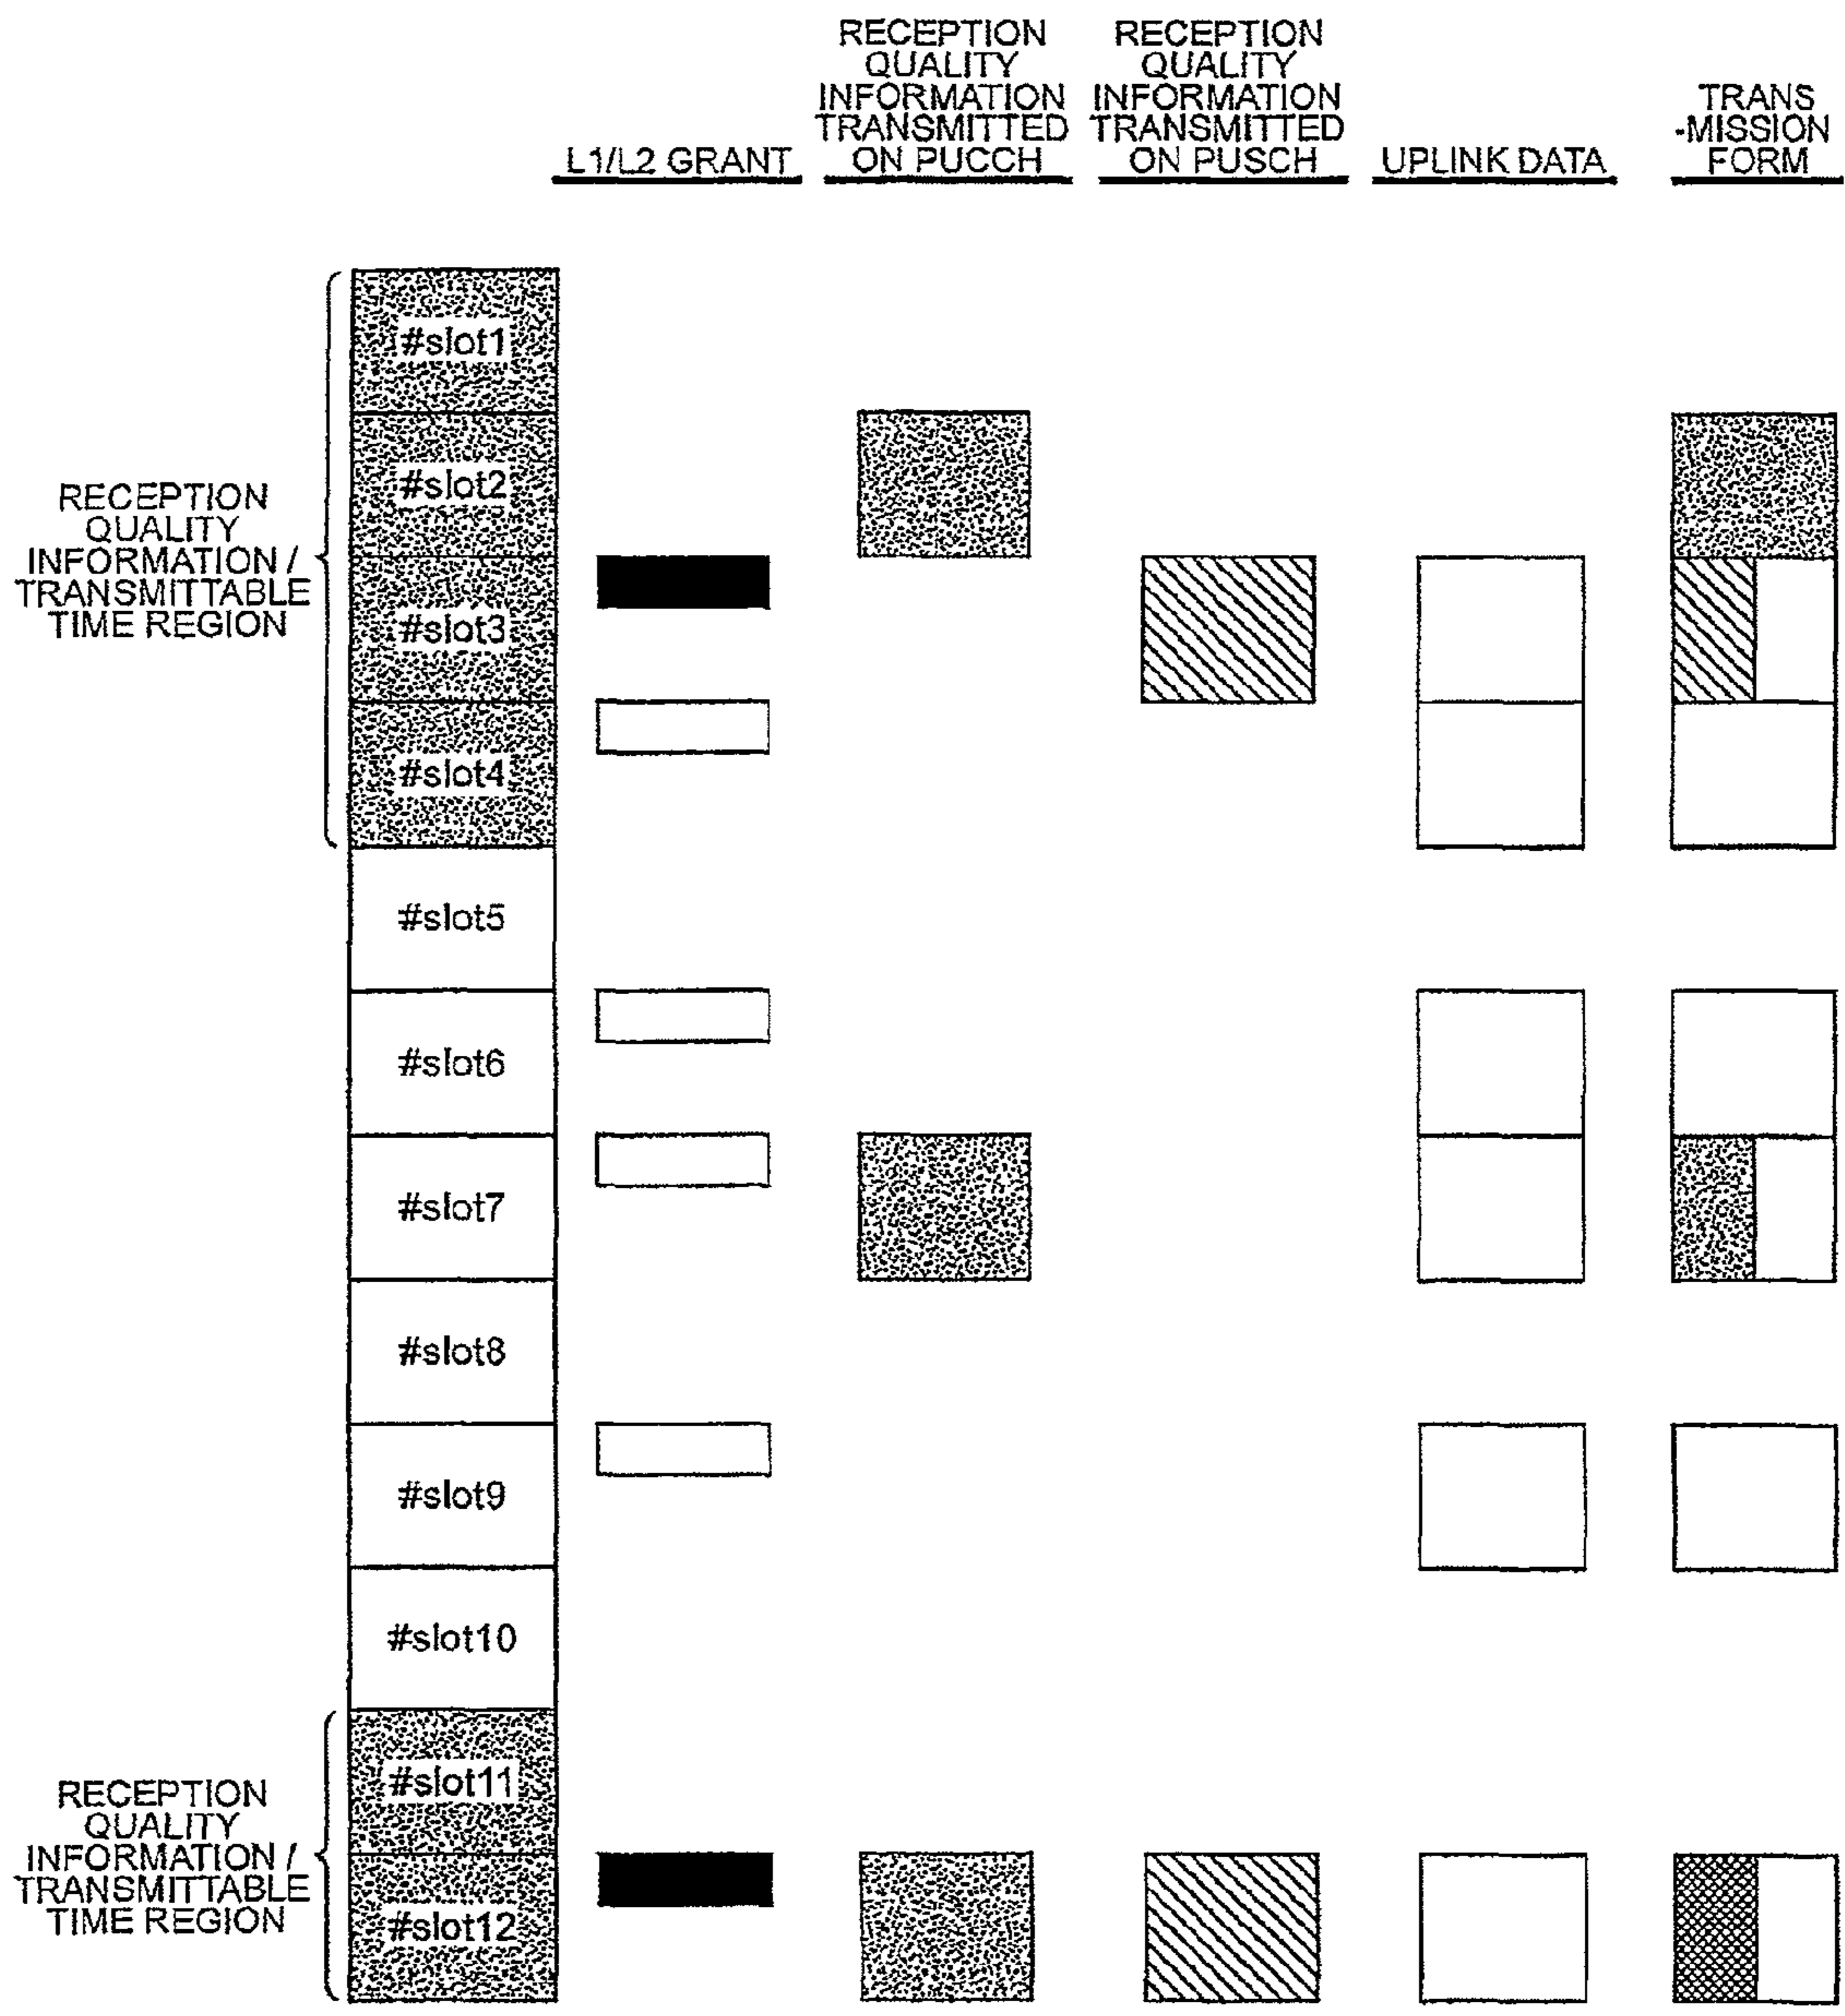 L1/L2 GRANT
RECEPTION
QUALITY
INFORMATION
TRANSMITTED
ON PUCCH
RECEPTION
QUALITY
INFORMATION
TRANSMITTED
ON PUSCH
UPLINK DATA
TRANS
-MISSION
FORM
RECEPTION
QUALITY
INFORMATION /
TRANSMITTABLE
TIME REGION
#slot1
#slot2
#slot3
#slot4
#slot5
#slot6
#slot7
#slot8
#slot9
#slot10
RECEPTION
QUALITY
INFORMATION /
TRANSMITTABLE
TIME REGION
#slot11
#slot12